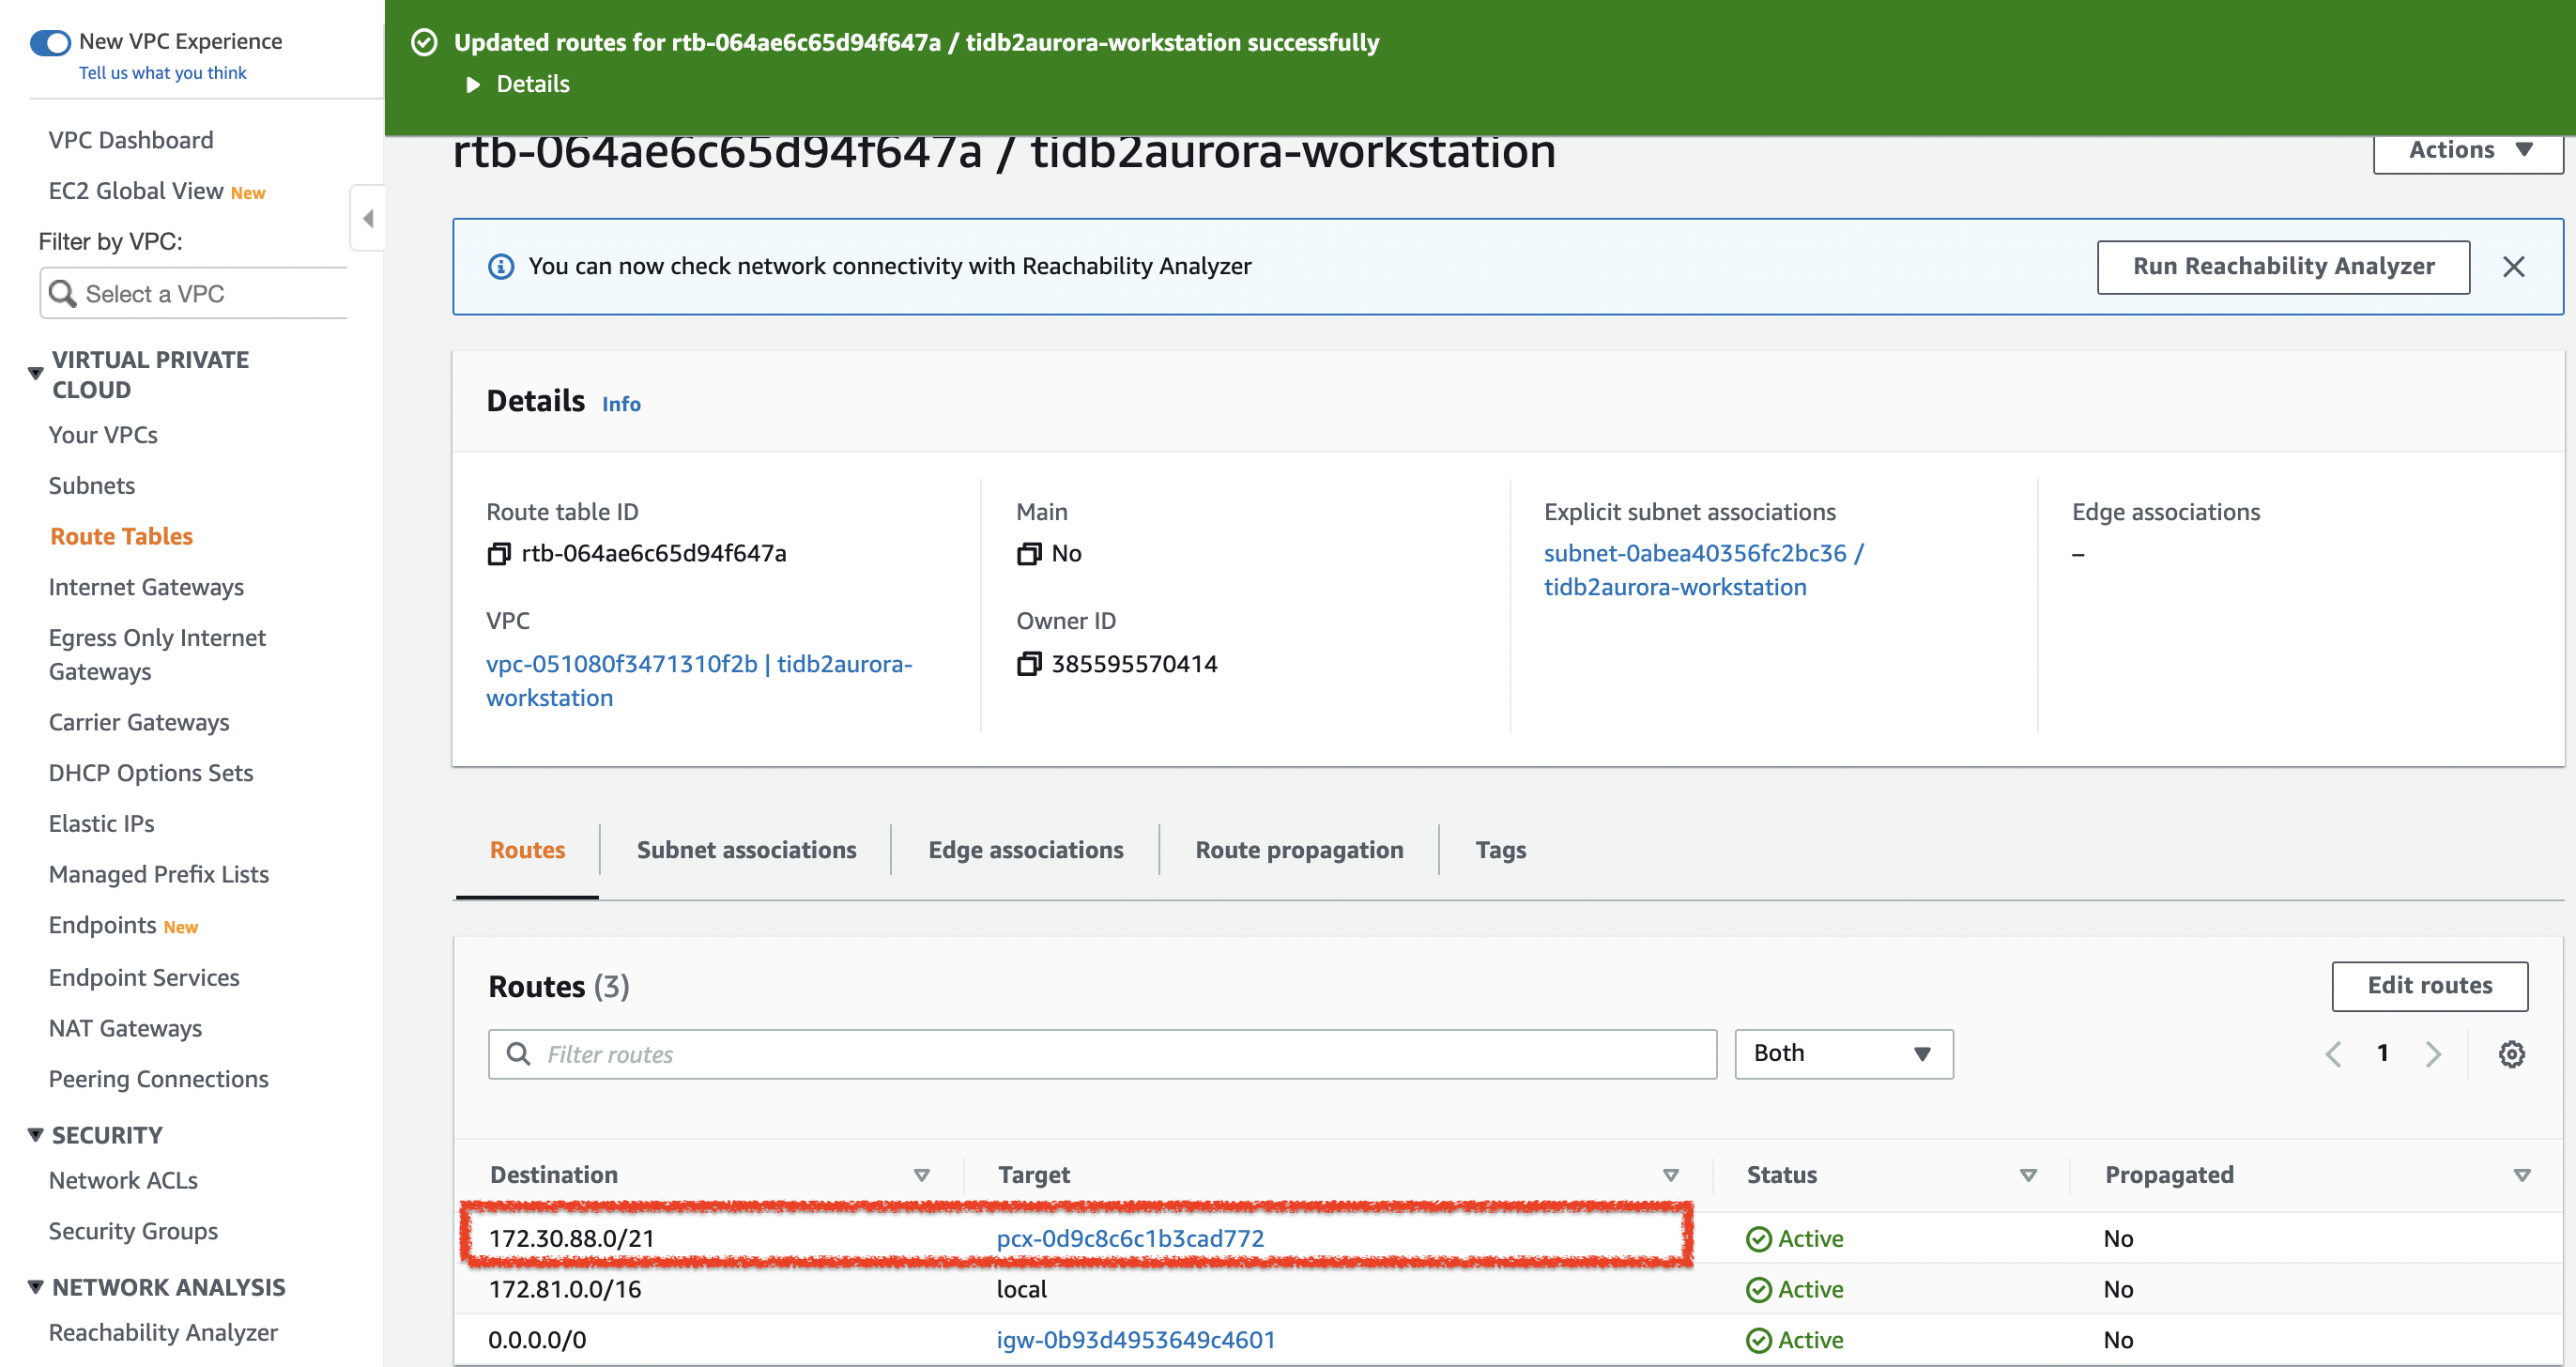 New VPC Experience
Tell us what you think
VPC Dashboard
EC2 Global View New
Filter by VPC:
Select a VPC
VIRTUAL PRIVATE
CLOUD
Your VPCs
Subnets
Route Tables
Internet Gateways
Egress Only Internet
Gateways
Carrier Gateways
DHCP Options Sets
Elastic IPs
Managed Prefix Lists
Endpoints New
Endpoint Services
NAT Gateways
Peering Connections
SECURITY
Network ACLs
Security Groups
NETWORK ANALYSIS
Reachability Analyzer
Updated routes for rtb-064ae6c65d94f647a / tidb2aurora-workstation successfully
Details
rtb-064ae6c65d94f647a / tidb2aurora-workstation
Actions
You can now check network connectivity with Reachability Analyzer
Run Reachability Analyzer
Details Info
Route table ID
rtb-064ae6c65d94f647a
Main
No
Explicit subnet associations
subnet-0abea40356fc2bc36 /
tidb2aurora-workstation
Edge associations
–
VPC
vpc-051080f3471310f2b | tidb2aurora-
workstation
Owner ID
385595570414
Routes
Subnet associations
Edge associations
Route propagation
Tags
Routes (3)
Edit routes
Filter routes
Both
1
Destination Target Status Propagated
172.30.88.0/21 pcx-0d9c8c6c1b3cad772 Active No
172.81.0.0/16 local Active No
0.0.0.0/0 igw-0b93d4953649c4601 Active No